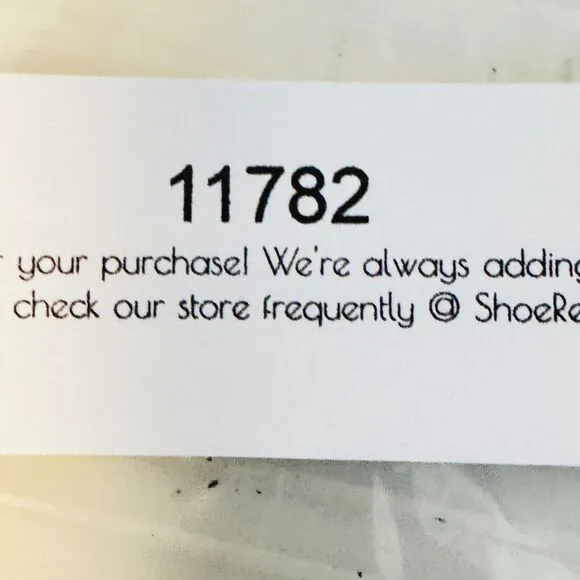 11782
your purchase! We're always adding
check our store frequently @ ShoeRe